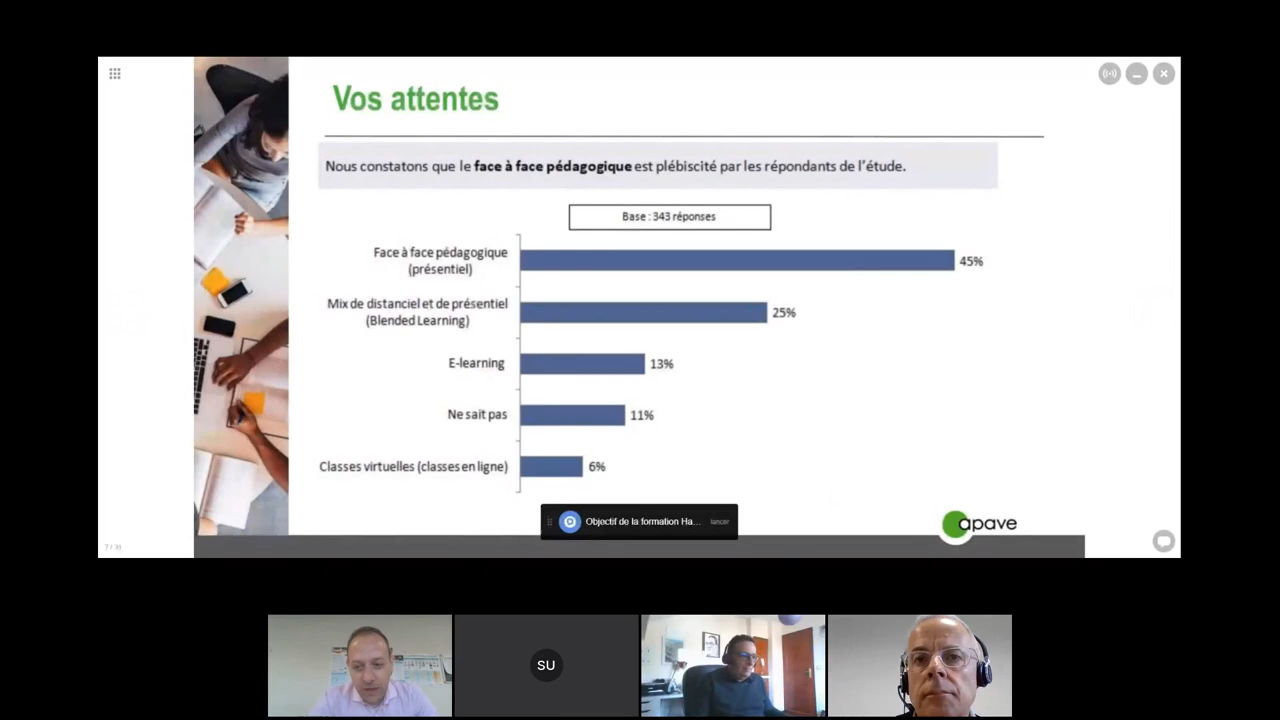 Vos attentes
Nous constatons que le face à face pédagogique est plébiscité par les répondants de l'étude.
Base : 343 réponses
Face à face pédagogique
(présentiel)
45%
Mix de distanciel et de présentiel
(Blended Learning)
25%
E-learning
13%
Ne sait pas
11%
Classes virtuelles (classes en ligne)
6%
Objectif de la formation Ha... lancer
apave
7 / 31
SU